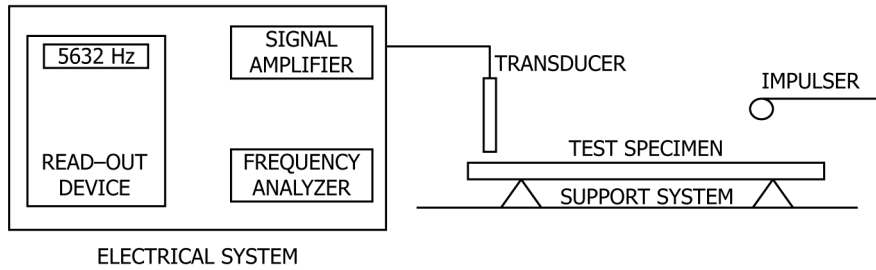 5632 Hz
READ–OUT
DEVICE
SIGNAL
AMPLIFIER
FREQUENCY
ANALYZER
ELECTRICAL SYSTEM
TRANSDUCER
IMPULSER
TEST SPECIMEN
SUPPORT SYSTEM